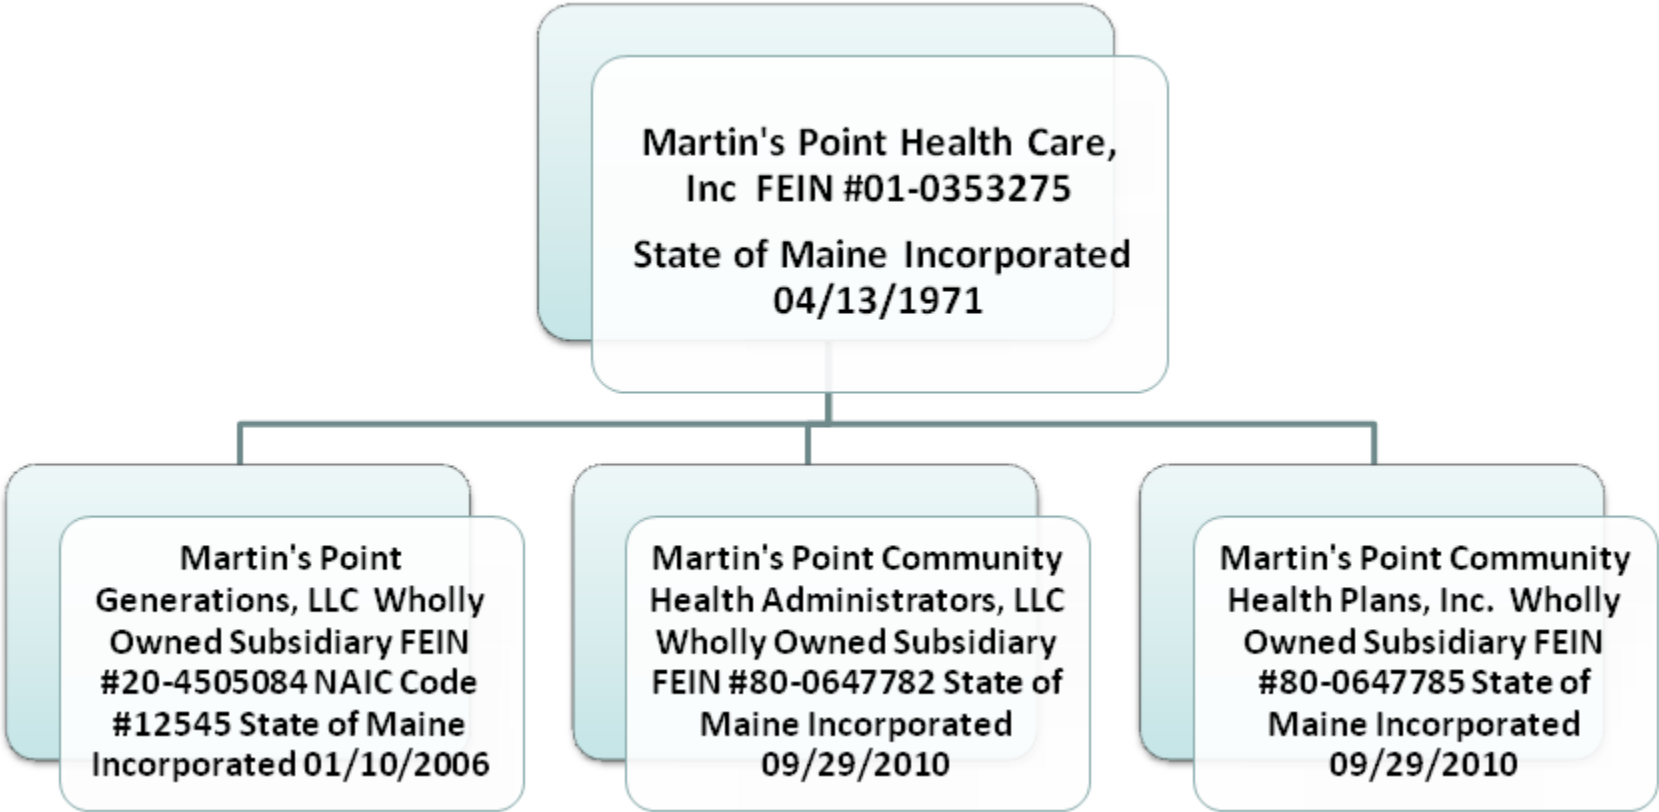 Martin's Point Health Care,
Inc FEIN #01-0353275
State of Maine Incorporated
04/13/1971
Martin's Point
Generations, LLC Wholly
Owned Subsidiary FEIN
#20-4505084 NAIC Code
#12545 State of Maine
Incorporated 01/10/2006
Martin's Point Community
Health Administrators, LLC
Wholly Owned Subsidiary
FEIN #80-0647782 State of
Maine Incorporated
09/29/2010
Martin's Point Community
Health Plans, Inc. Wholly
Owned Subsidiary FEIN
#80-0647785 State of
Maine Incorporated
09/29/2010